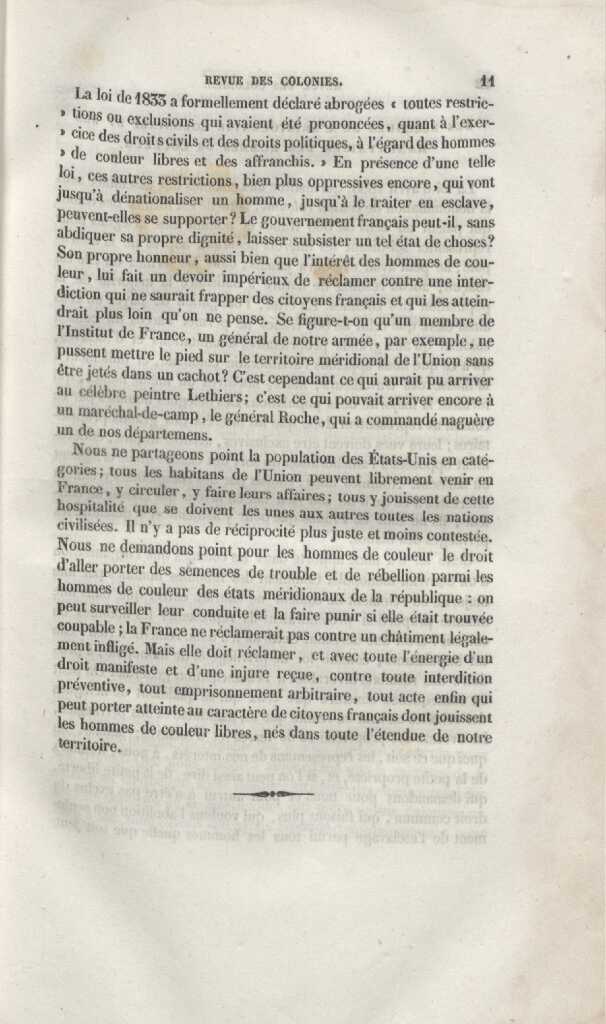 REVUE DES COLONIES. 11
La loi de 1833 a formellement déclaré abrogées « toutes restric-
» tions ou exclusions qui avaient été prononcées, quant à l'exer-
» cice des droits civils et des droits politiques, à l'égard des hommes
» de conleur libres et des affranchis. » En présence d'une telle
loi, ces autres restrictions, bien plus oppressives encore, qui vont
jusqu'à dénationaliser un homme, jusqu'à le traiter en esclave,
peuvent-elles se supporter? Le gouvernement français peut-il, sans
abdiquer sa propre dignité, laisser subsister un tel état de choses?
Son propre honneur, aussi bien que l'intérêt des hommes de cou-
leur, lui fait un devoir impérieux de réclamer contre une inter-
diction qui ne saurait frapper des citoyens français et qui les attein-
drait plus loin qu'on ne pense. Se figure-t-on qu'un membre de
l'Institut de France, un général de notre armée, par exemple, ne
pussent mettre le pied sur le territoire méridional de l'Union sans
être jetés dans un cachot? C'est cependant ce qui aurait pu arriver
au célèbre peintre Lethiers; c'est ce qui pouvait arriver encore à
un maréchal-de-camp, le général Roche, qui a commandé naguère
un de nos départemens.
Nous ne partageons point la population des États-Unis en caté-
gories; tous les habitans de l'Union peuvent librement venir en
France, y circuler, y faire leurs affaires; tous y jouissent de cette
hospitalité que se doivent les unes aux autres toutes les nations
civilisées. Il n'y a pas de réciprocité plus juste et moins contestée.
Nous ne demandons point pour les hommes de couleur le droit
d'aller porter des semences de trouble et de rébellion parmi les
hommes de couleur des états méridionaux de la république : on
peut surveiller leur conduite et la faire punir si elle était trouvée
coupable; la France ne réclamerait pas contre un châtiment légale-
ment infligé. Mais elle doit réclamer, et avec toute l'énergie d'un
droit manifeste et d'une injure reçue, contre toute interdition
préventive, tout emprisonnement arbitraire, tout acte enfin qui
peut porter atteinte au caractère de citoyens français dont jouissent
les hommes de couleur libres, nés dans toute l'étendue de notre
territoire.